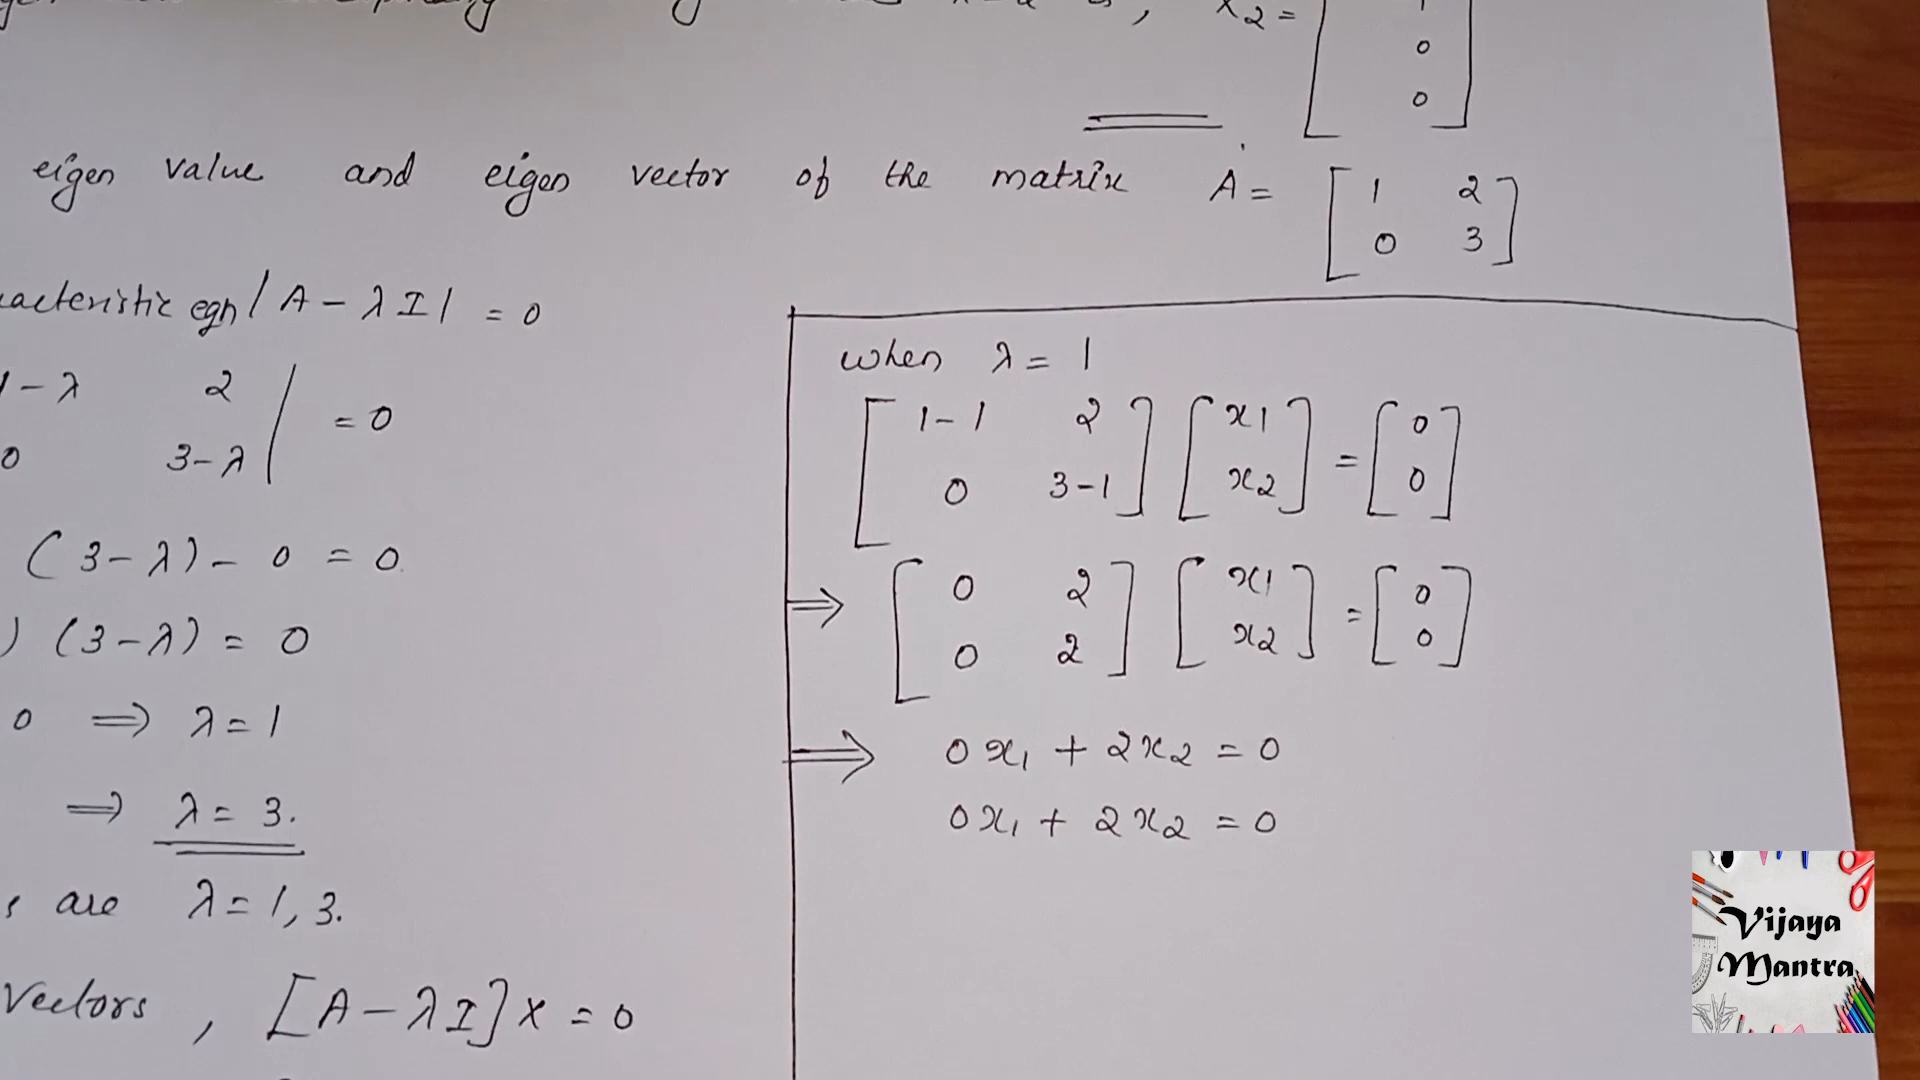 x2 = [
0
0 ]
eigen value and eigen vector of the matrix A = [ 1 2
0 3 ]
eqn |A - λI| = 0
1-λ 2
0 3-λ | = 0
(3-λ) - 0 = 0
) (3-λ) = 0
0 ⇒ λ = 1
⇒ λ = 3.
s are λ = 1, 3.
vectors , [A - λI] x = 0
when λ = 1
[ 1-1 2 ] [ x1 ] = [ 0 ]
[ 0 3-1 ] [ x2 ] [ 0 ]
⇒ [ 0 2 ] [ x1 ] = [ 0 ]
[ 0 2 ] [ x2 ] [ 0 ]
⇒ 0x1 + 2x2 = 0
0x1 + 2x2 = 0
Vijaya
Mantra